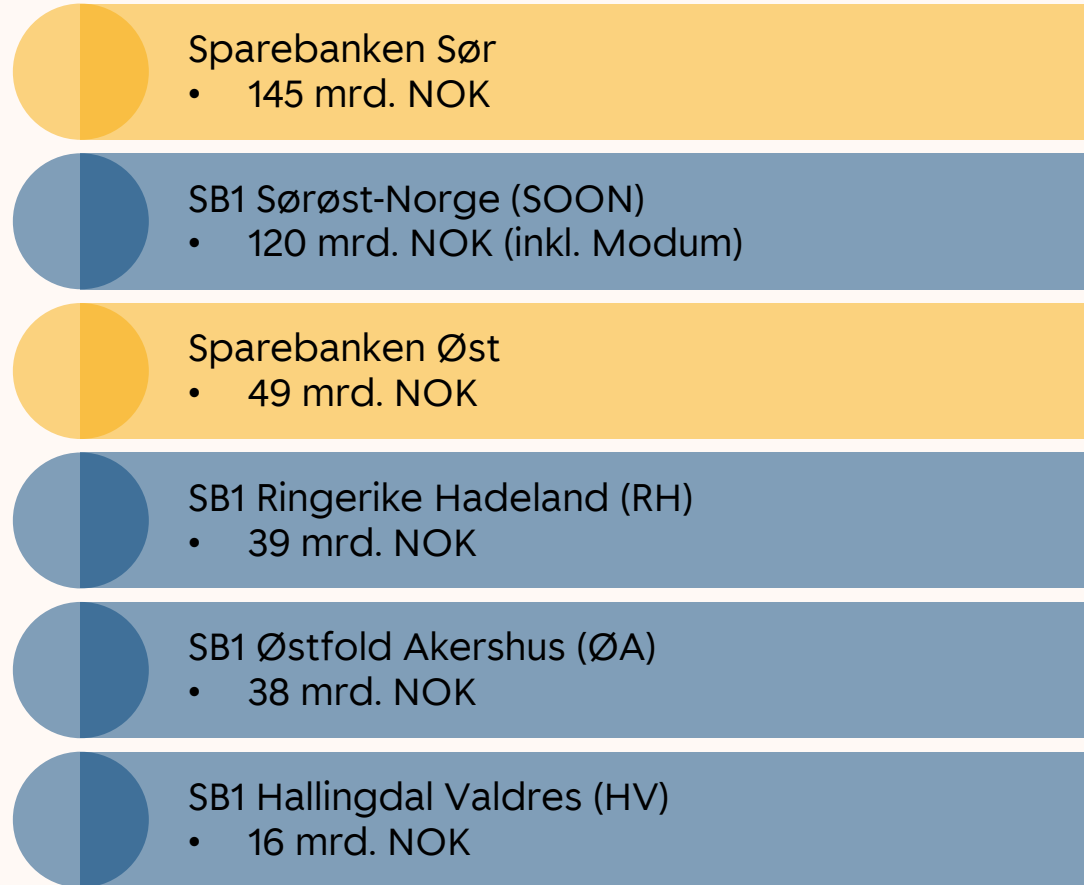 Sparebanken Sør
• 145 mrd. NOK
SB1 Sørøst-Norge (SOON)
• 120 mrd. NOK (inkl. Modum)
Sparebanken Øst
• 49 mrd. NOK
SB1 Ringerike Hadeland (RH)
• 39 mrd. NOK
SB1 Østfold Akershus (ØA)
• 38 mrd. NOK
SB1 Hallingdal Valdres (HV)
• 16 mrd. NOK